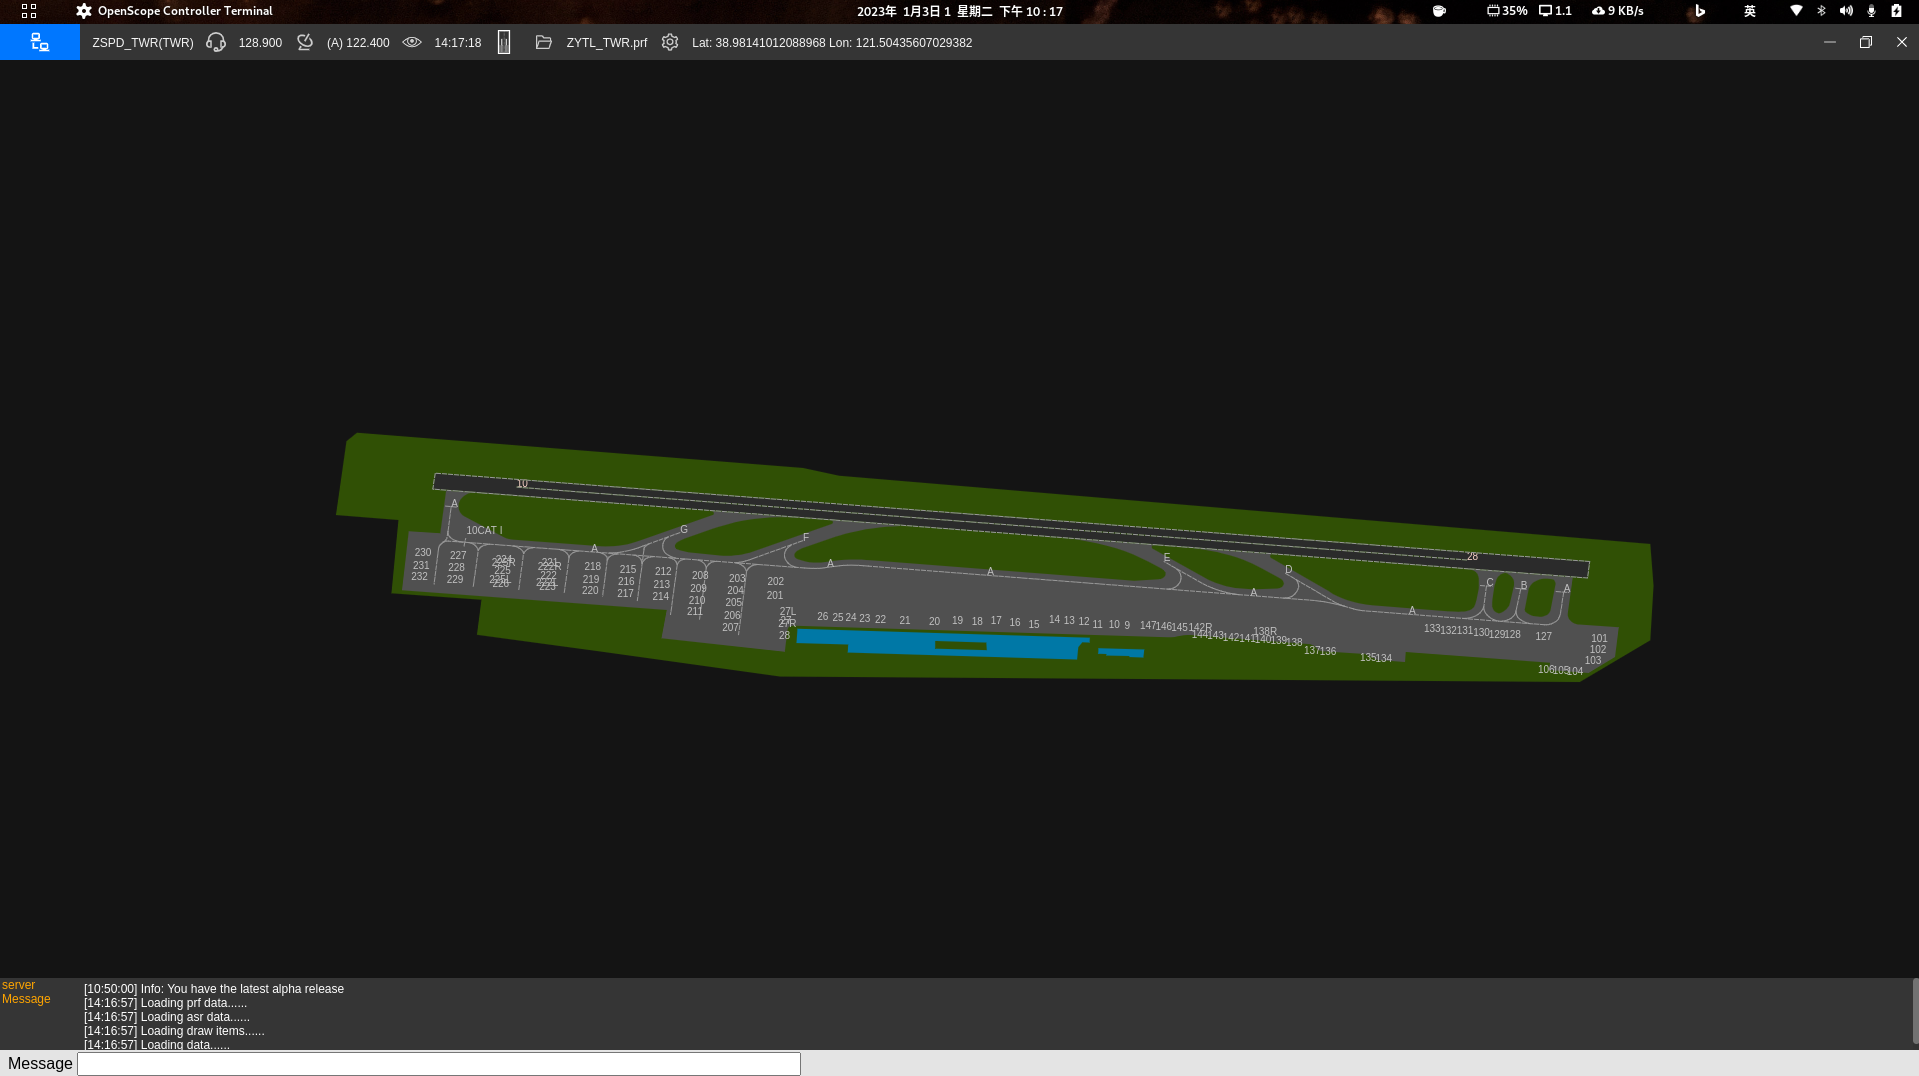 OpenScope Controller Terminal
2023年 1月3日 1 星期二 下午 10 : 17
35% 1.1 9 KB/s 英
ZSPD_TWR(TWR) 128.900 (A) 122.400 14:17:18 ZYTL_TWR.prf Lat: 38.98141012088968 Lon: 121.50435607029382
10
A
10CAT I
G
F
A
A
A
E
D
A
A
28
C
B
A
230
231
232
227
228
229
224
225
226
221
222
223
218
219
220
215
216
217
212
213
214
208
209
210
211
203
204
205
206
207
202
201
27L
27R
28
26 25 24 23 22 21 20 19 18 17 16 15 14 13 12 11 10 9
147 146 145 142R
144 143 142 141 140 139 138
138R
137 136
135 134
133 132 131 130 129 128 127
101
102
103
106 105 104
server
Message
[10:50:00] Info: You have the latest alpha release
[14:16:57] Loading prf data......
[14:16:57] Loading asr data......
[14:16:57] Loading draw items......
[14:16:57] Loading data......
Message